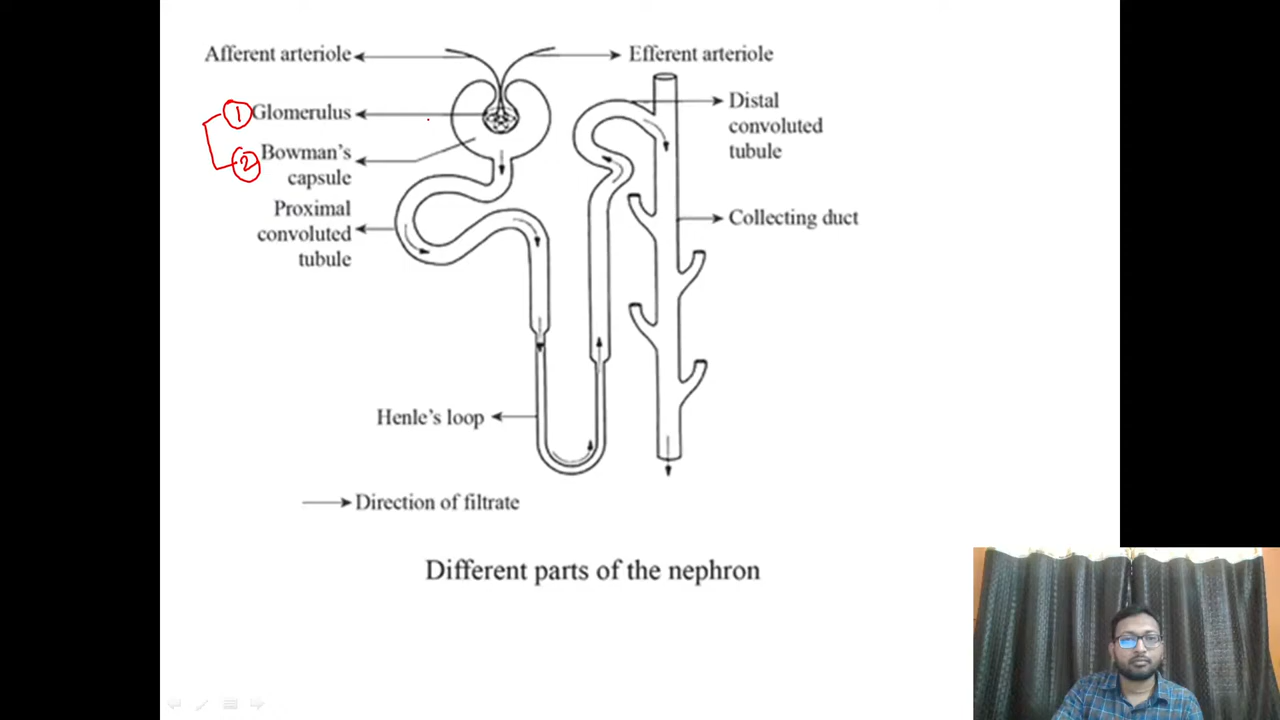 Afferent arteriole
Efferent arteriole
① Glomerulus
② Bowman's
capsule
Proximal
convoluted
tubule
Distal
convoluted
tubule
Collecting duct
Henle's loop
Direction of filtrate
Different parts of the nephron